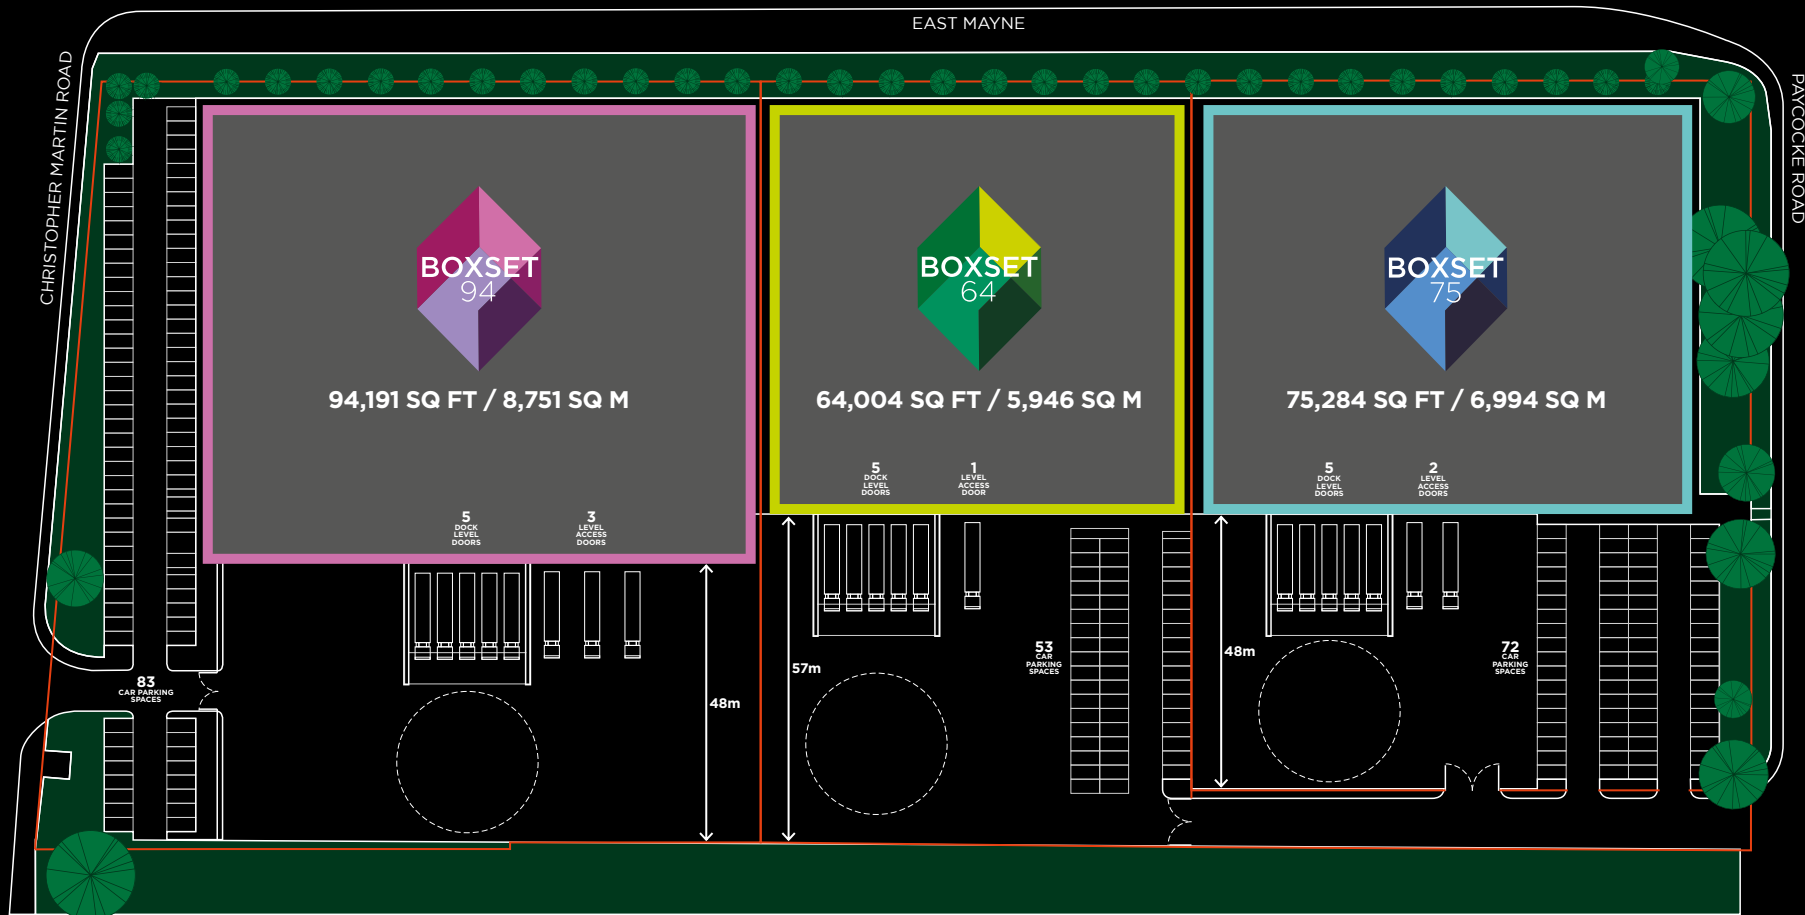 EAST MAYNE
CHRISTOPHER MARTIN ROAD
PAYCOCKE ROAD
BOXSET
94
94,191 SQ FT / 8,751 SQ M
5
DOCK
LEVEL
DOORS
3
LEVEL
ACCESS
DOORS
BOXSET
64
64,004 SQ FT / 5,946 SQ M
5
DOCK
LEVEL
DOORS
1
LEVEL
ACCESS
DOOR
BOXSET
75
75,284 SQ FT / 6,994 SQ M
5
DOCK
LEVEL
DOORS
2
LEVEL
ACCESS
DOORS
83
CAR PARKING
SPACES
48m
57m
53
CAR
PARKING
SPACES
48m
72
CAR
PARKING
SPACES